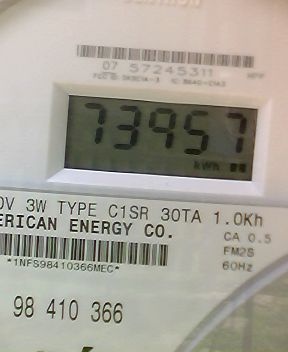 07 57245311
73957
kWh
0V 3W TYPE C1SR 30TA 1.0Kh
ERICAN ENERGY CO.
CA 0.5
FM2S
60Hz
*1NFS98410366MEC*
98 410 366